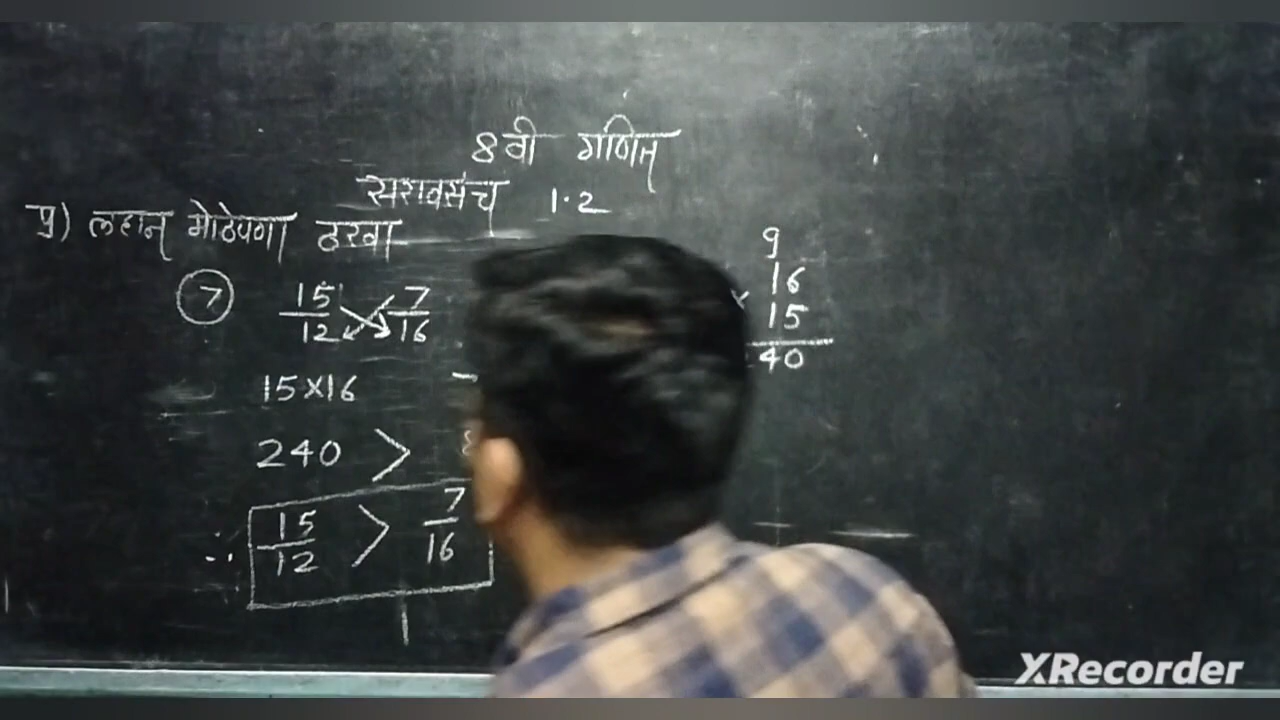 8वी गणित
सरावसंच 1.2
प्र) लहान मोठेपणा ठरवा
7 15/12 7/16
15×16
240 >
∴ 15/12 > 7/16
9
16
× 15
40
XRecorder